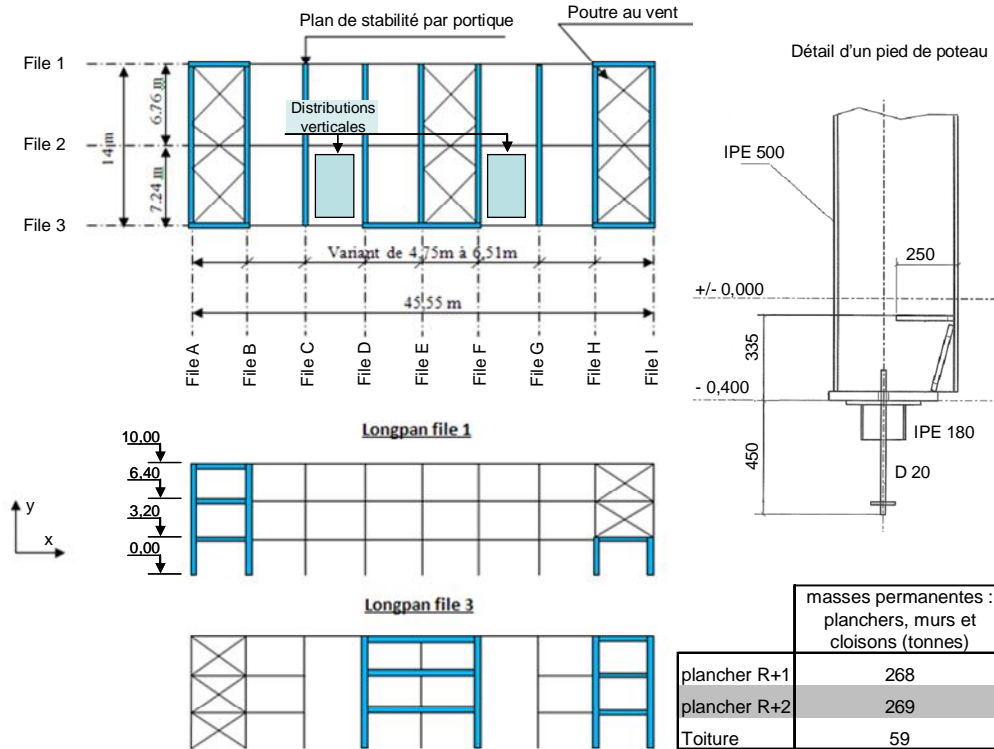 Plan de stabilité par portique
Poutre au vent
Détail d'un pied de poteau
File 1
File 2
File 3
14 m
6.76 m
7.24 m
Distributions
verticales
Variant de 4,75m à 6,51m
45,55 m
File A
File B
File C
File D
File E
File F
File G
File H
File I
IPE 500
250
+/- 0,000
335
- 0,400
IPE 180
450
D 20
Longpan file 1
10,00
6,40
3,20
0,00
y
x
Longpan file 3
masses permanentes :
planchers, murs et
cloisons (tonnes)
plancher R+1 268
plancher R+2 269
Toiture 59